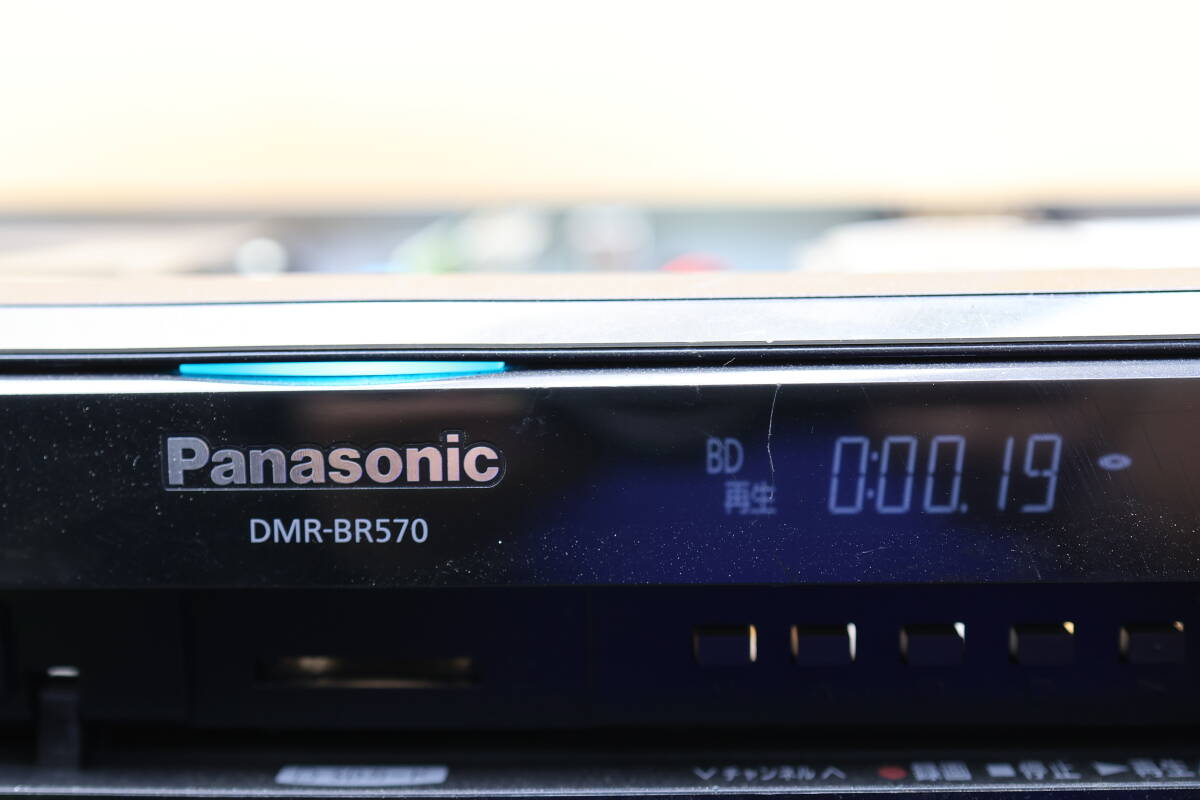 Panasonic
DMR-BR570
BD
再生
0:00.19
チャンネル
録画
停止
再生